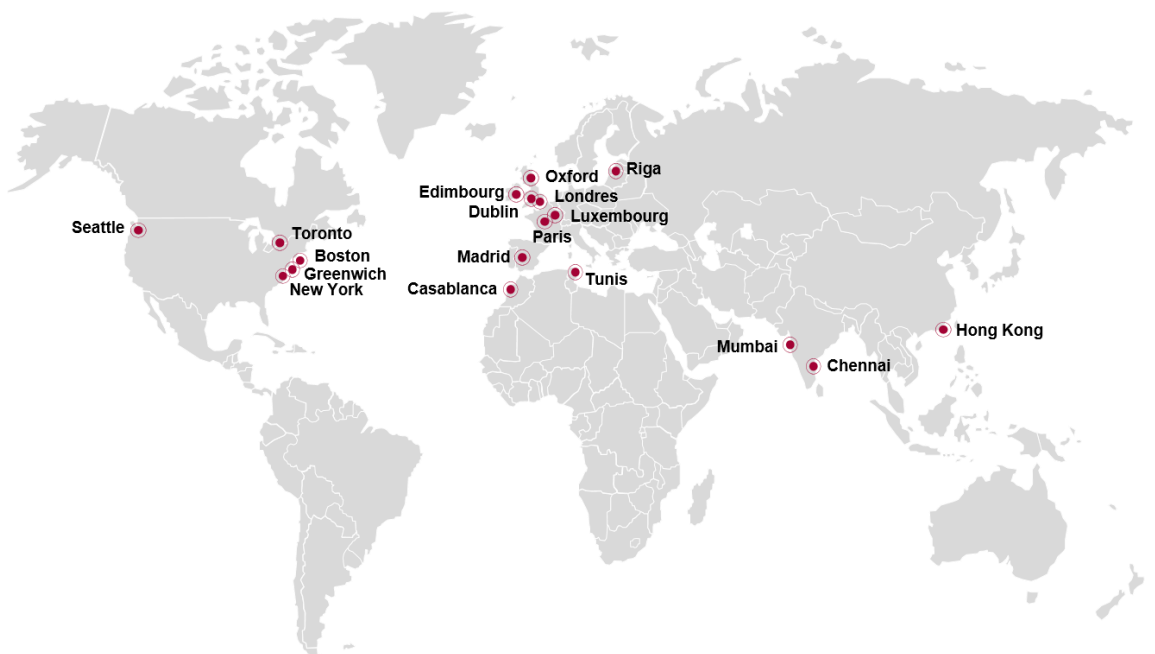 Seattle
Toronto
Boston
Greenwich
New York
Edimbourg
Oxford
Riga
Dublin
Londres
Luxembourg
Paris
Madrid
Tunis
Casablanca
Mumbai
Chennai
Hong Kong